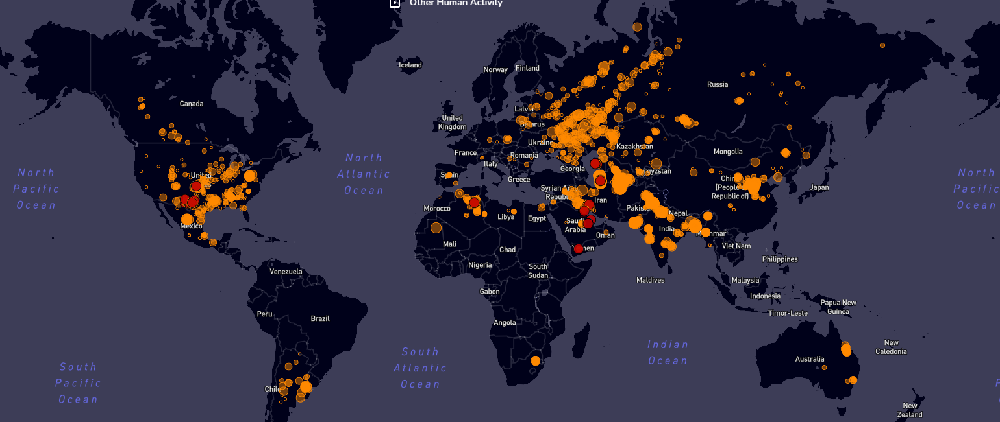 Other Human Activity
Iceland
Norway
Finland
Russia
Canada
Latvia
United
Kingdom
Belarus
Ukraine
Kazakhstan
Mongolia
France
Romania
Italy
Georgia
Kyrgyzstan
Spain
Greece
North
Atlantic
Ocean
North
Pacific
Ocean
North
Pacific
Ocean
United
China
(People's
Republic of)
Japan
Syrian Arab
Republic
Iran
Morocco
Libya
Egypt
Pakistan
Nepal
Mexico
Saudi
Arabia
Oman
India
Myanmar
Mali
Chad
Yemen
Viet Nam
Philippines
Venezuela
Nigeria
South
Sudan
Maldives
Malaysia
Gabon
Indonesia
Papua New
Guinea
Timor-Leste
Peru
Brazil
Angola
Indian
Ocean
New
Caledonia
South
Atlantic
Ocean
Australia
South
Pacific
Ocean
Chile
New
Zealand